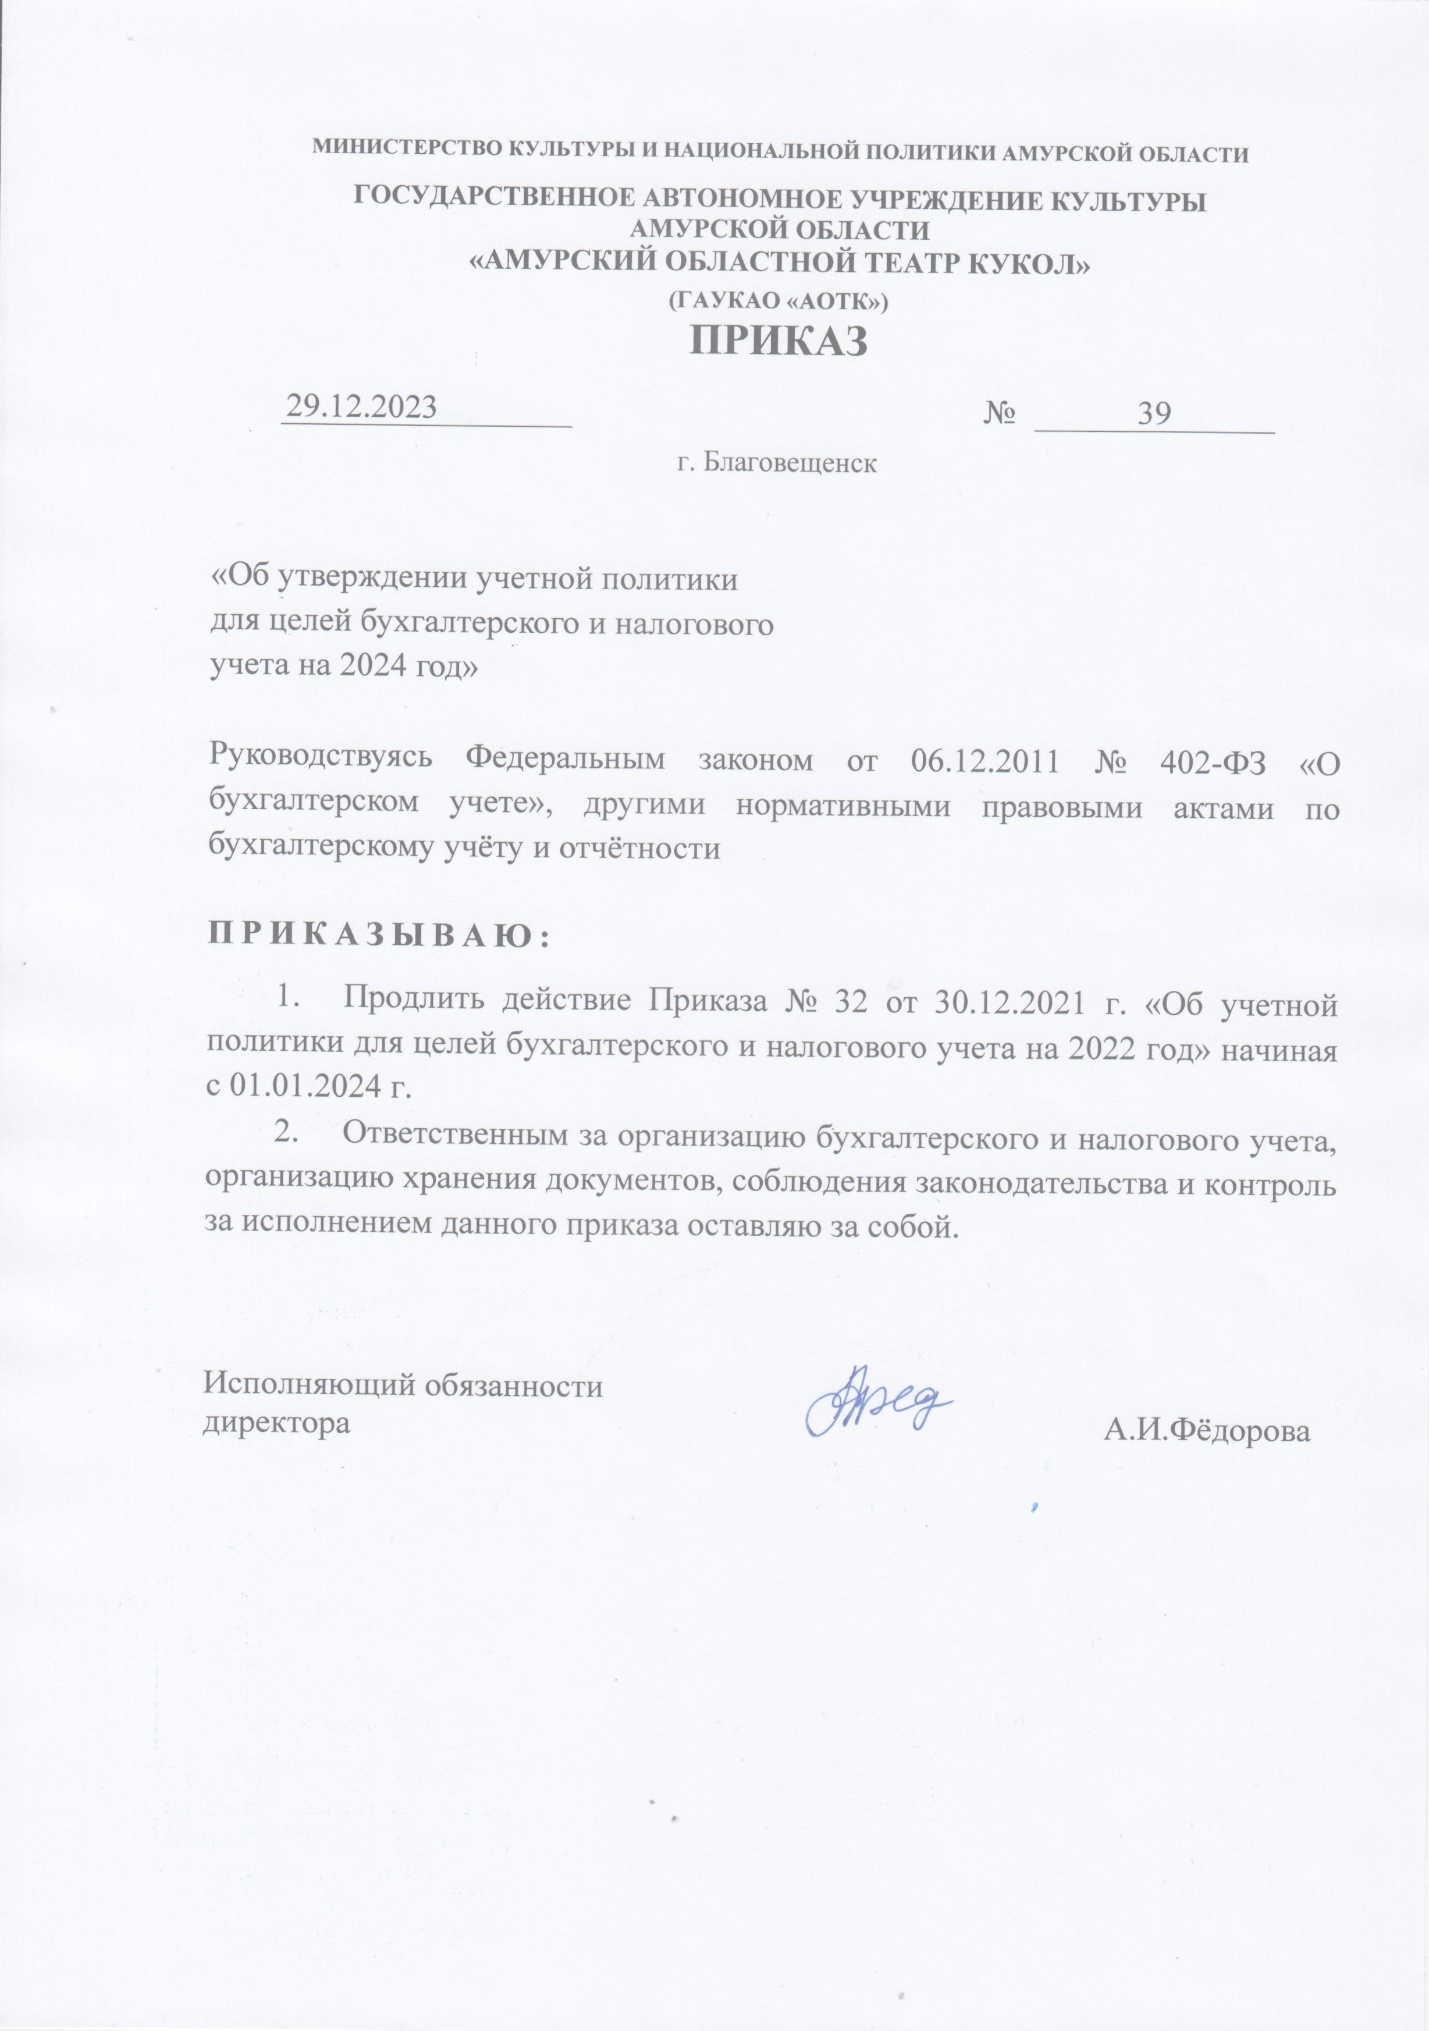 МИНИСТЕРСТВО КУЛЬТУРЫ И НАЦИОНАЛЬНОЙ ПОЛИТИКИ АМУРСКОЙ ОБЛАСТИ
ГОСУДАРСТВЕННОЕ АВТОНОМНОЕ УЧРЕЖДЕНИЕ КУЛЬТУРЫ
АМУРСКОЙ ОБЛАСТИ
«АМУРСКИЙ ОБЛАСТНОЙ ТЕАТР КУКОЛ»
(ГАУКАО «АОТК»)
ПРИКАЗ
29.12.2023 № 39
г. Благовещенск
«Об утверждении учетной политики
для целей бухгалтерского и налогового
учета на 2024 год»
Руководствуясь Федеральным законом от 06.12.2011 № 402-ФЗ «О
бухгалтерском учете», другими нормативными правовыми актами по
бухгалтерскому учёту и отчётности
П Р И К А З Ы В А Ю :
1. Продлить действие Приказа № 32 от 30.12.2021 г. «Об учетной
политики для целей бухгалтерского и налогового учета на 2022 год» начиная
с 01.01.2024 г.
2. Ответственным за организацию бухгалтерского и налогового учета,
организацию хранения документов, соблюдения законодательства и контроль
за исполнением данного приказа оставляю за собой.
Исполняющий обязанности
директора А.И.Фёдорова